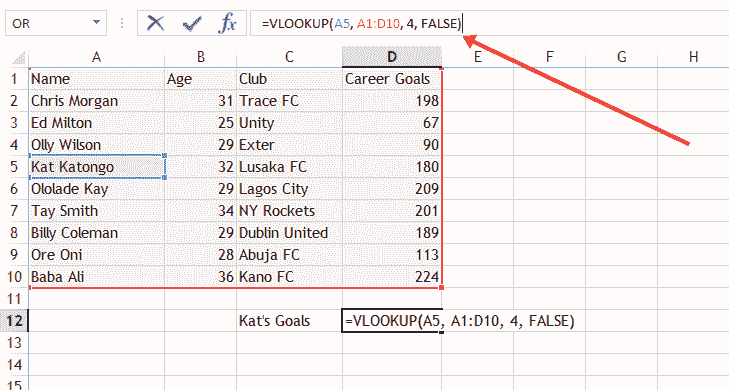 OR fx =VLOOKUP(A5, A1:D10, 4, FALSE)
A B C D E F G H
1 Name Age Club Career Goals
2 Chris Morgan 31 Trace FC 198
3 Ed Milton 25 Unity 67
4 Olly Wilson 29 Exter 90
5 Kat Katongo 32 Lusaka FC 180
6 Ololade Kay 29 Lagos City 209
7 Tay Smith 34 NY Rockets 201
8 Billy Coleman 29 Dublin United 189
9 Ore Oni 28 Abuja FC 113
10 Baba Ali 36 Kano FC 224
11
12 Kat's Goals =VLOOKUP(A5, A1:D10, 4, FALSE)
13
14
15